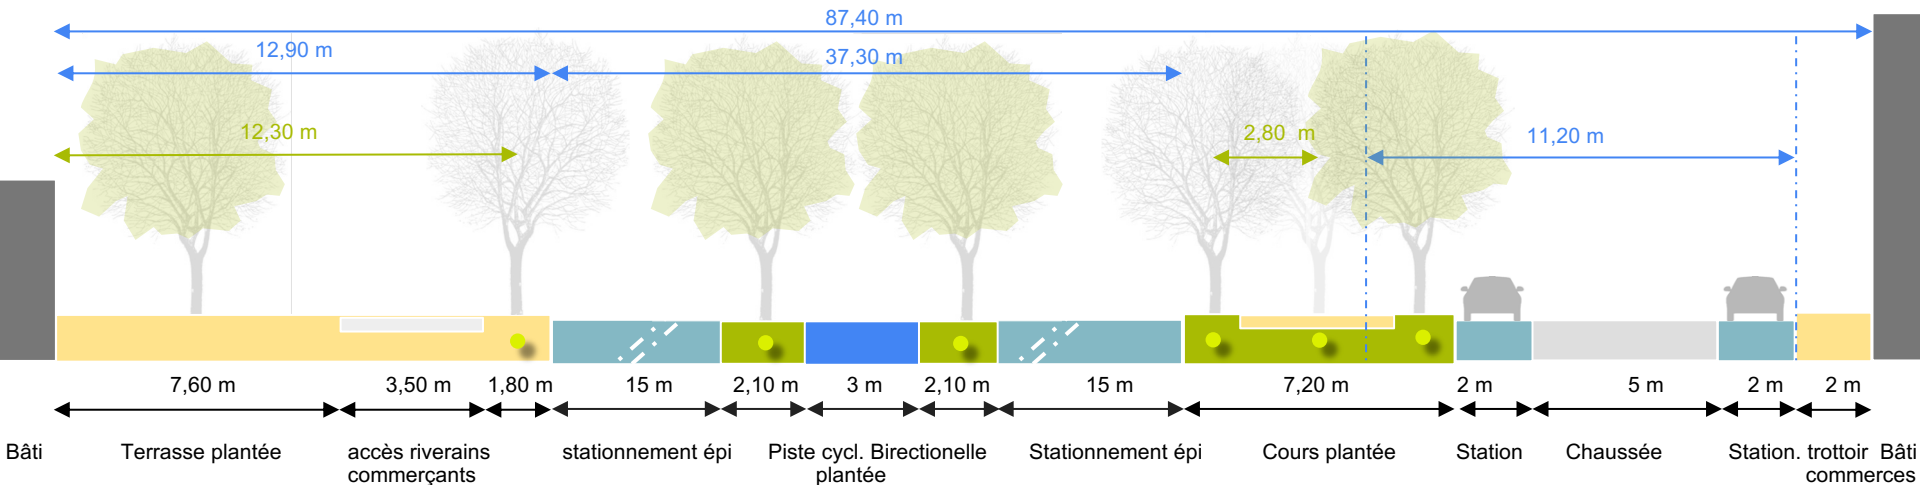 87,40 m
12,90 m
37,30 m
12,30 m
2,80 m
11,20 m
7,60 m
3,50 m
1,80 m
15 m
2,10 m
3 m
2,10 m
15 m
7,20 m
2 m
5 m
2 m
2 m
Bâti
Terrasse plantée
accès riverains
commerçants
stationnement épi
Piste cycl. Birectionelle
plantée
Stationnement épi
Cours plantée
Station
Chaussée
Station.
trottoir
commerces
Bâti